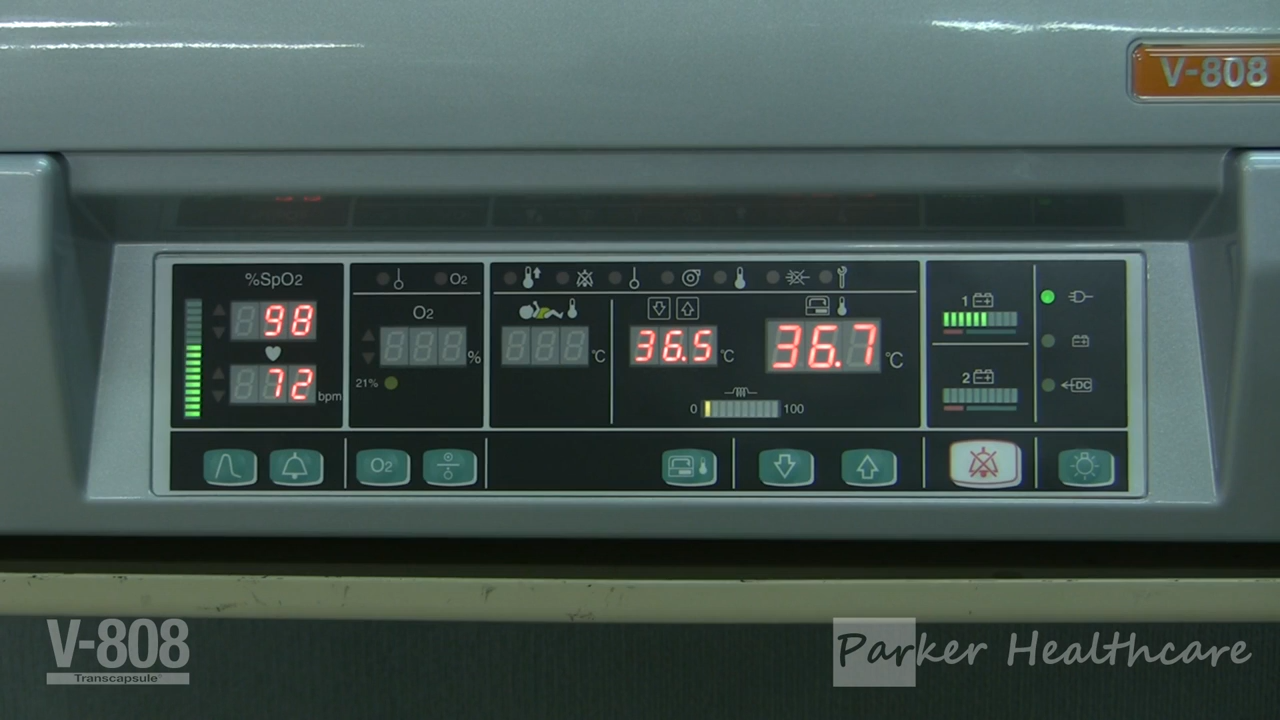 V-808
%SpO2
98
72
bpm
O2
O2
%
21%
°C
36.5
°C
36.7
°C
0
100
1
2
DC
O2
V-808
Transcapsule
Parker Healthcare